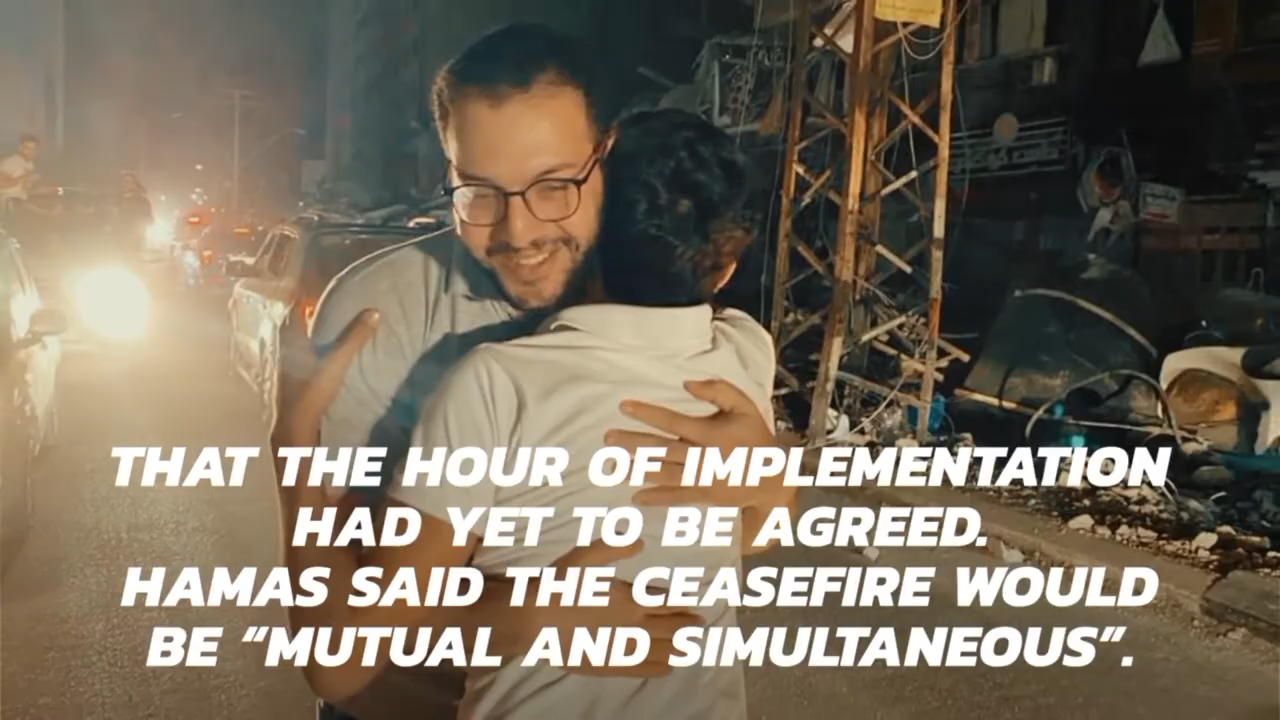 THAT THE HOUR OF IMPLEMENTATION
HAD YET TO BE AGREED.
HAMAS SAID THE CEASEFIRE WOULD
BE “MUTUAL AND SIMULTANEOUS”.